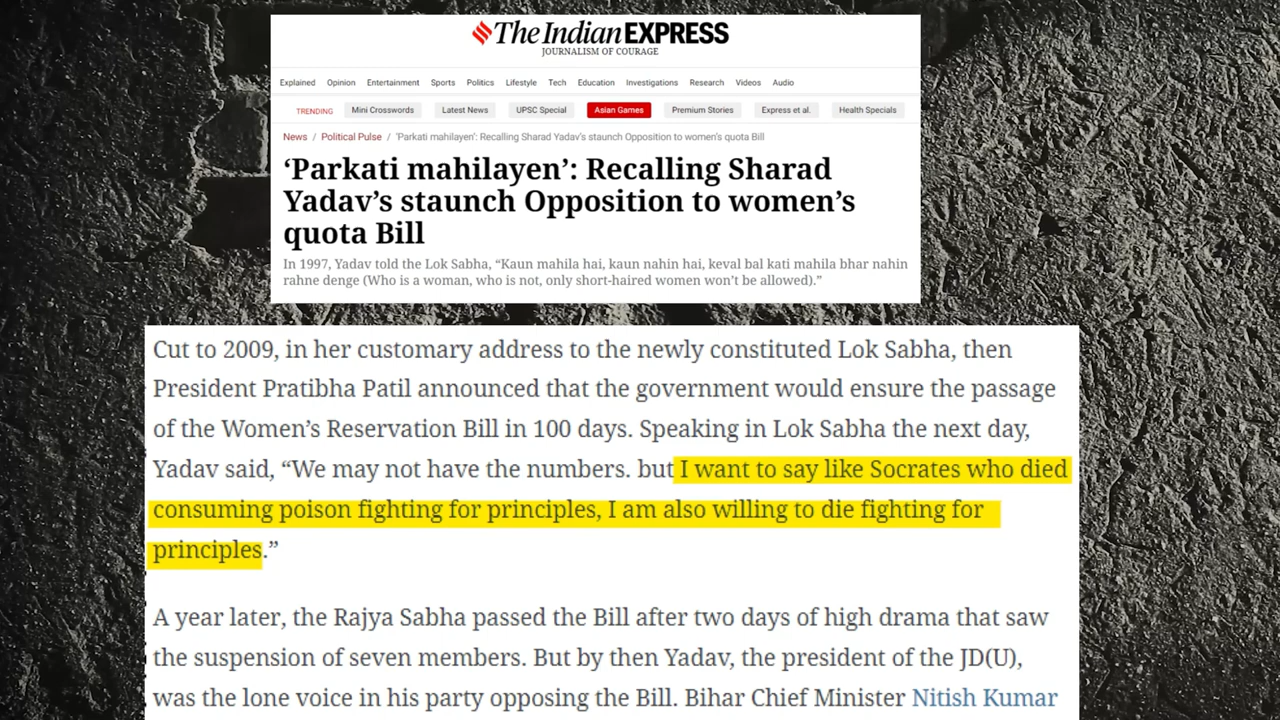 The Indian EXPRESS
JOURNALISM OF COURAGE
Explained Opinion Entertainment Sports Politics Lifestyle Tech Education Investigations Research Videos Audio
TRENDING Mini Crosswords Latest News UPSC Special Asian Games Premium Stories Express et al. Health Specials
News / Political Pulse / ‘Parkati mahilayen’: Recalling Sharad Yadav’s staunch Opposition to women’s quota Bill
‘Parkati mahilayen’: Recalling Sharad
Yadav’s staunch Opposition to women’s
quota Bill
In 1997, Yadav told the Lok Sabha, “Kaun mahila hai, kaun nahin hai, keval bal kati mahila bhar nahin
rahne denge (Who is a woman, who is not, only short-haired women won’t be allowed).”
Cut to 2009, in her customary address to the newly constituted Lok Sabha, then
President Pratibha Patil announced that the government would ensure the passage
of the Women’s Reservation Bill in 100 days. Speaking in Lok Sabha the next day,
Yadav said, “We may not have the numbers. but I want to say like Socrates who died
consuming poison fighting for principles, I am also willing to die fighting for
principles.”
A year later, the Rajya Sabha passed the Bill after two days of high drama that saw
the suspension of seven members. But by then Yadav, the president of the JD(U),
was the lone voice in his party opposing the Bill. Bihar Chief Minister Nitish Kumar